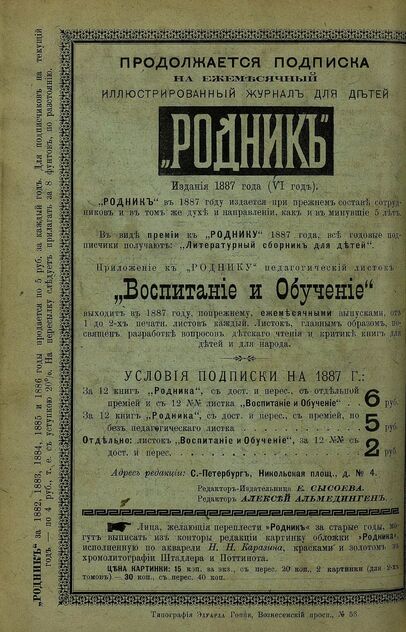 ПРОДОЛЖАЕТСЯ ПОДПИСКА
НА ЕЖЕМѢСЯЧНЫЙ
ИЛЛЮСТРИРОВАННЫЙ ЖУРНАЛЪ ДЛЯ ДѢТЕЙ
„РОДНИКЪ“
Изданія 1887 года (VI годъ).
„РОДНИКЪ“ въ 1887 году издается при прежнемъ составѣ сотруд-
никовъ и въ томъ же духѣ и направленіи, какъ и въ минувшіе 5 лѣтъ.
Въ видѣ преміи къ „РОДНИКУ“ 1887 года, всѣ годовые под-
писчики получаютъ: „Литературный сборникъ для дѣтей“.
Приложеніе къ „РОДНИКУ“ педагогическій листокъ
„Воспитаніе и Обученіе“
выходитъ въ 1887 году, попрежнему, ежемѣсячными выпусками, отъ
1 до 2-хъ печатн. листовъ каждый. Листокъ, главнымъ образомъ, по-
священъ разработкѣ вопросовъ дѣтскаго чтенія и критикѣ книгъ для
дѣтей и для народа.
УСЛОВІЯ ПОДПИСКИ НА 1887 Г.:
За 12 книгъ „Родника“, съ дост. и перес. съ отдѣльной
преміей и съ 12 №№ листка „Воспитаніе и Обученіе“ 6 руб.
За 12 книгъ „Родника“, съ дост. и перес., съ преміей, но
безъ педагогическаго листка 5 руб.
Отдѣльно: листокъ „Воспитаніе и Обученіе“, за 12 №№ съ
дост. и перес. 2 руб.
Адресъ редакціи: С.-Петербургъ, Никольская площ., д. № 4.
Редакторъ-Издательница Е. СЫСОЕВА.
Редакторъ АЛЕКСѢЙ АЛЬМЕДИНГЕНЪ.
Лица, желающія переплести „Родникъ“ за старые годы, мо-
гутъ выписать изъ конторы редакціи картинку обложки „Родника“,
исполненную по акварели Н. Н. Каразина, красками и золотомъ въ
хромолитографіи Штадлера и Поттинота.
ЦѢНА КАРТИНКИ: 15 коп. за экз., съ перес. 20 коп., 2 картинки (для 2-хъ
томовъ) — 30 коп., съ перес. 40 коп.
Типографія Эдуарда Гоппе, Вознесенскій просп., № 53.
„РОДНИКЪ“ за 1882, 1883, 1884, 1885 и 1886 годы продается по 5 руб. за каждый годъ. Для подписчиковъ на текущій
годъ — по 4 руб., т. е. съ уступкою 20%. На пересылку слѣдуетъ прилагать за 8 фунтовъ, по разстоянію.